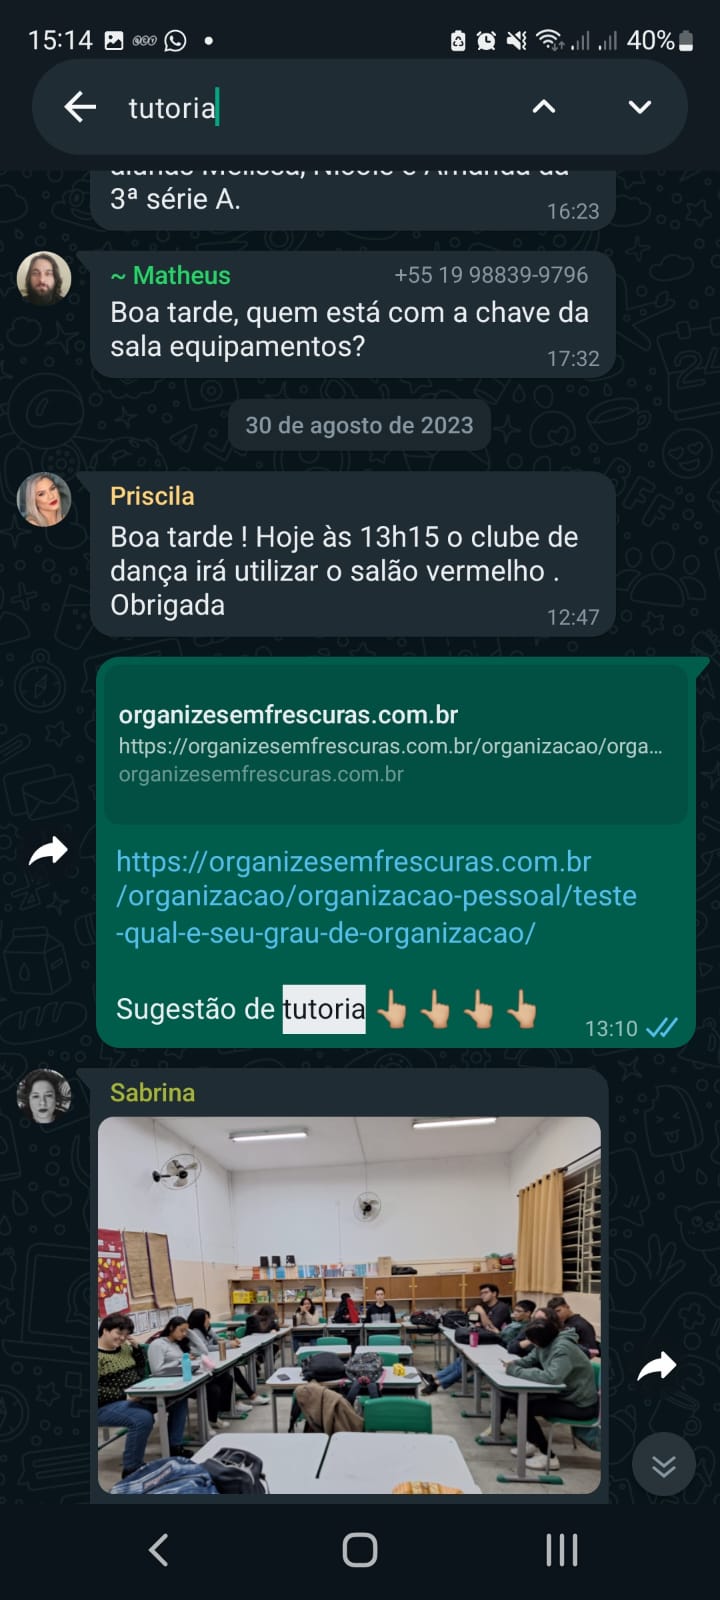 15:14
40%
tutoria
3ª série A.
16:23
~ Matheus +55 19 98839-9796
Boa tarde, quem está com a chave da
sala equipamentos?
17:32
30 de agosto de 2023
Priscila
Boa tarde ! Hoje às 13h15 o clube de
dança irá utilizar o salão vermelho .
Obrigada
12:47
organizesemfrescuras.com.br
https://organizesemfrescuras.com.br/organizacao/orga...
organizesemfrescuras.com.br
https://organizesemfrescuras.com.br
/organizacao/organizacao-pessoal/teste
-qual-e-seu-grau-de-organizacao/
Sugestão de tutoria 👆🏼👆🏼👆🏼👆🏼
13:10
Sabrina